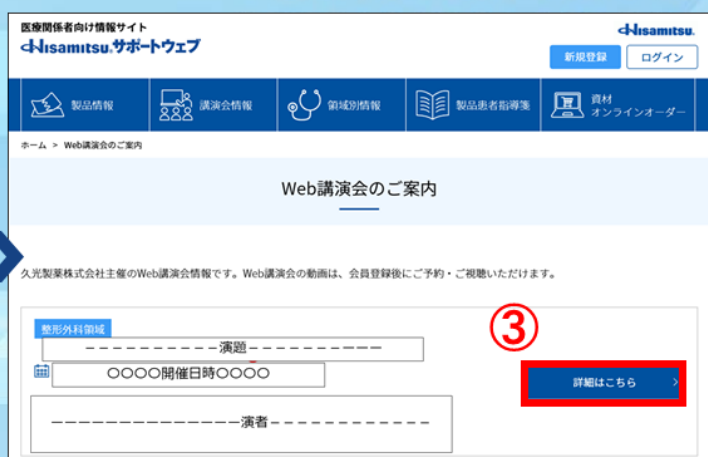 医療関係者向け情報サイト
Hisamitsu.サポートウェブ
Hisamitsu.
新規登録 ログイン
製品情報 講演会情報 領域別情報 製品患者指導箋 資材
オンラインオーダー
ホーム > Web講演会のご案内
Web講演会のご案内
久光製薬株式会社主催のWeb講演会情報です。Web講演会の動画は、会員登録後にご予約・ご視聴いただけます。
③
整形外科領域
ーーーーーーーーーー演題ーーーーーーーーーー
〇〇〇〇開催日時〇〇〇〇
詳細はこちら >
ーーーーーーーーーーーーーー演者ーーーーーーーーーーーー